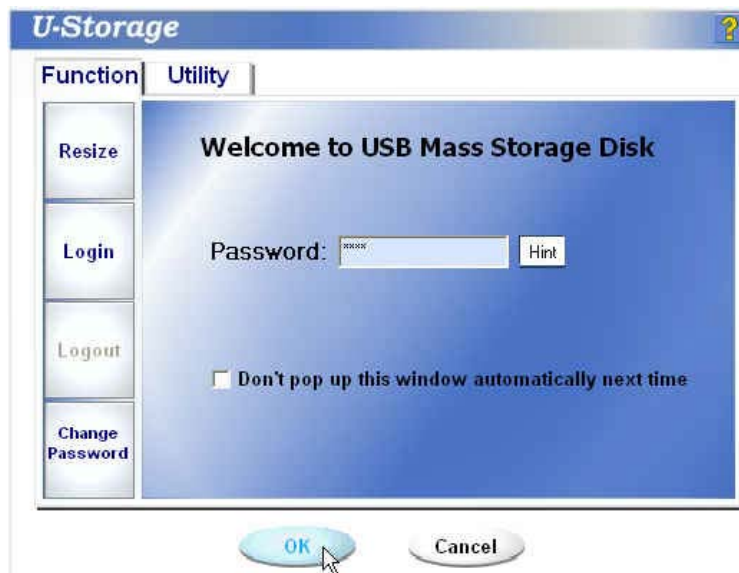 U-Storage
?
Function Utility
Resize
Welcome to USB Mass Storage Disk
Login
Password: **** Hint
Logout
Don't pop up this window automatically next time
Change
Password
OK Cancel